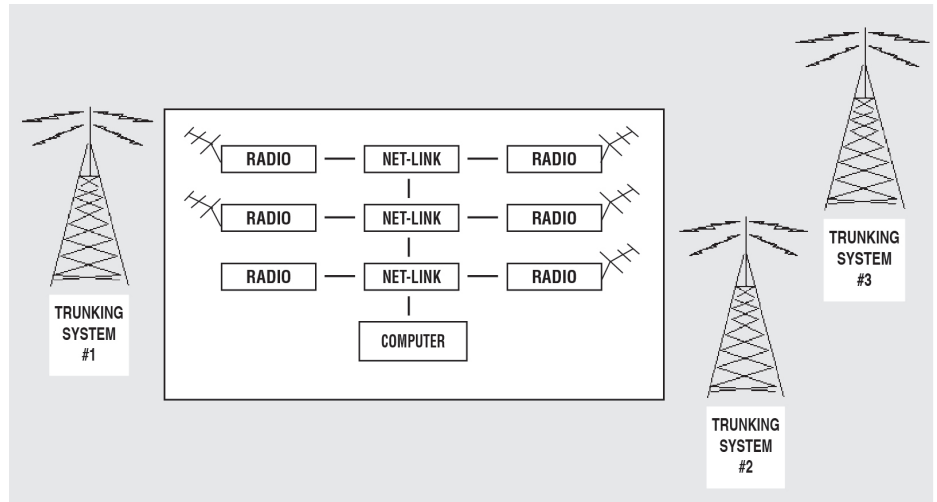 RADIO NET-LINK RADIO
RADIO NET-LINK RADIO
RADIO NET-LINK RADIO
COMPUTER
TRUNKING
SYSTEM
#1
TRUNKING
SYSTEM
#2
TRUNKING
SYSTEM
#3